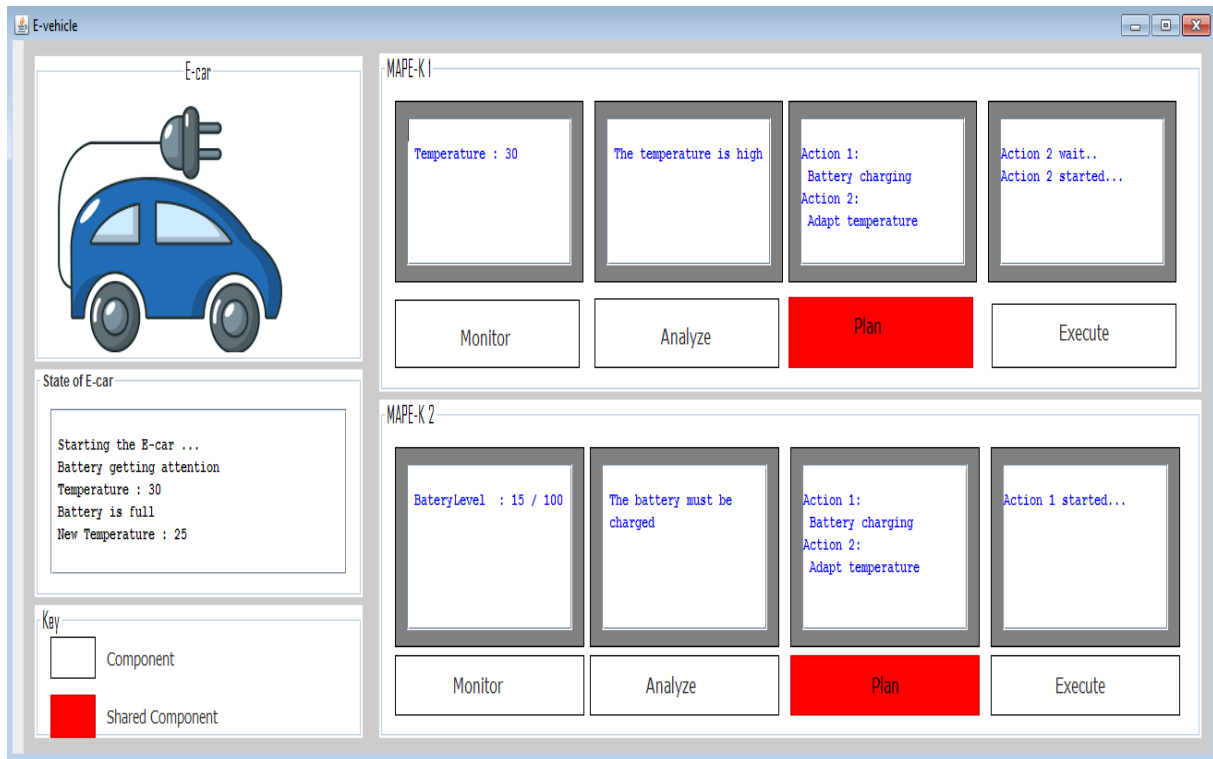 E-vehicle
E-car
State of E-car
Starting the E-car ...
Battery getting attention
Temperature : 30
Battery is full
New Temperature : 25
Key
Component
Shared Component
MAPE-K 1
Temperature : 30
The temperature is high
Action 1:
Battery charging
Action 2:
Adapt temperature
Action 2 wait..
Action 2 started...
Monitor
Analyze
Plan
Execute
MAPE-K 2
BateryLevel : 15 / 100
The battery must be
charged
Action 1:
Battery charging
Action 2:
Adapt temperature
Action 1 started...
Monitor
Analyze
Plan
Execute